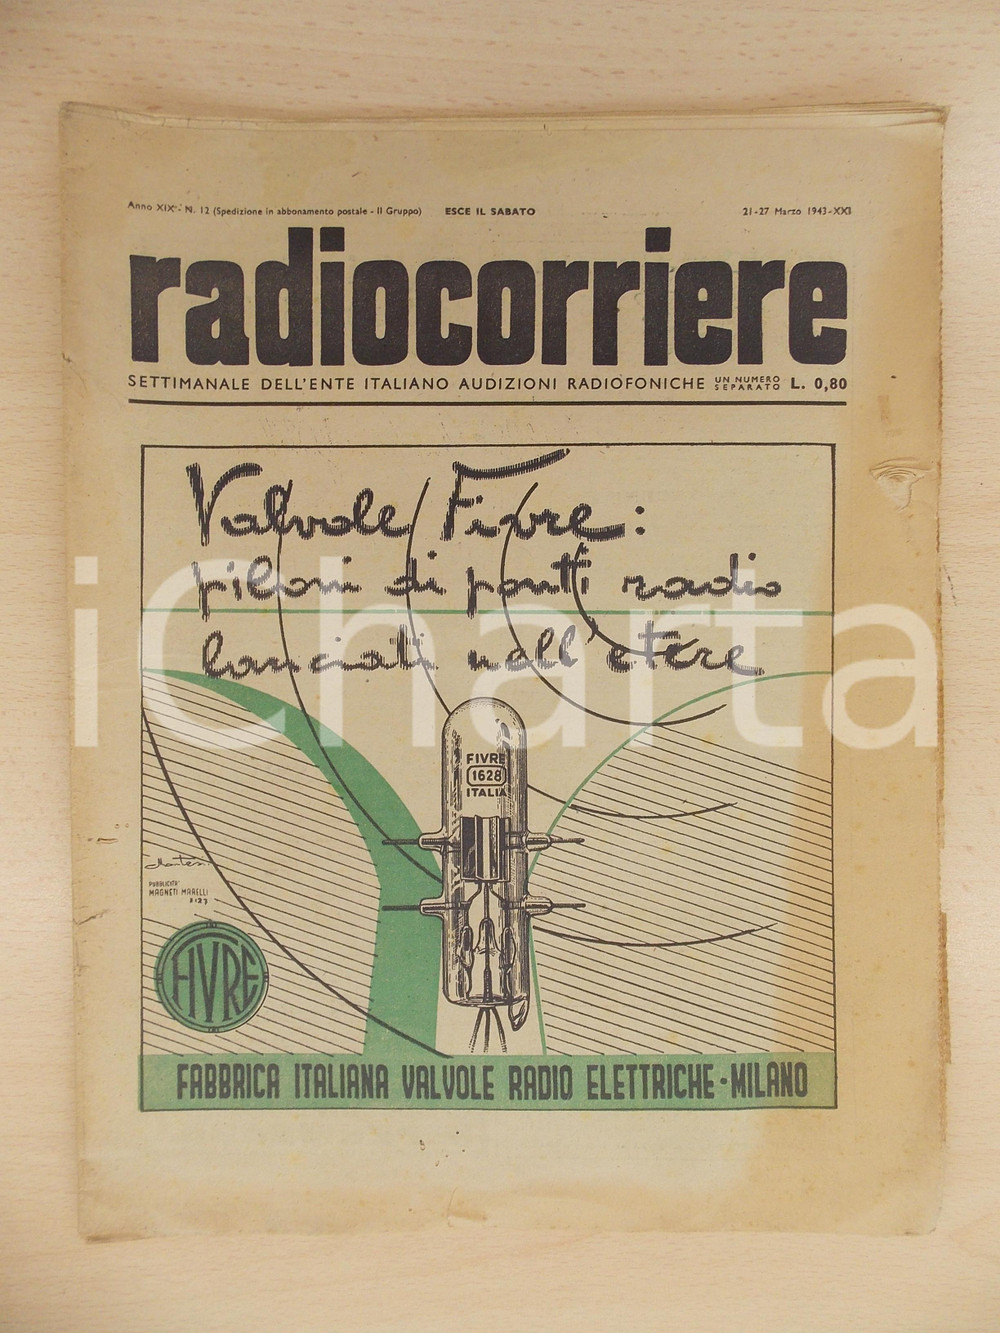 Anno XIX - N. 12 (Spedizione in abbonamento postale - II Gruppo) ESCE IL SABATO 21-27 Marzo 1943-XXI
radiocorriere
SETTIMANALE DELL'ENTE ITALIANO AUDIZIONI RADIOFONICHE UN NUMERO SEPARATO L. 0,80
Valvole Fivre:
piloni di ponti radio
lanciati nell'etere
iCharta
FIVRE
1628
ITALIA
PUBBLICITA'
MAGNETI MARELLI
FIVRE
FABBRICA ITALIANA VALVOLE RADIO ELETTRICHE - MILANO